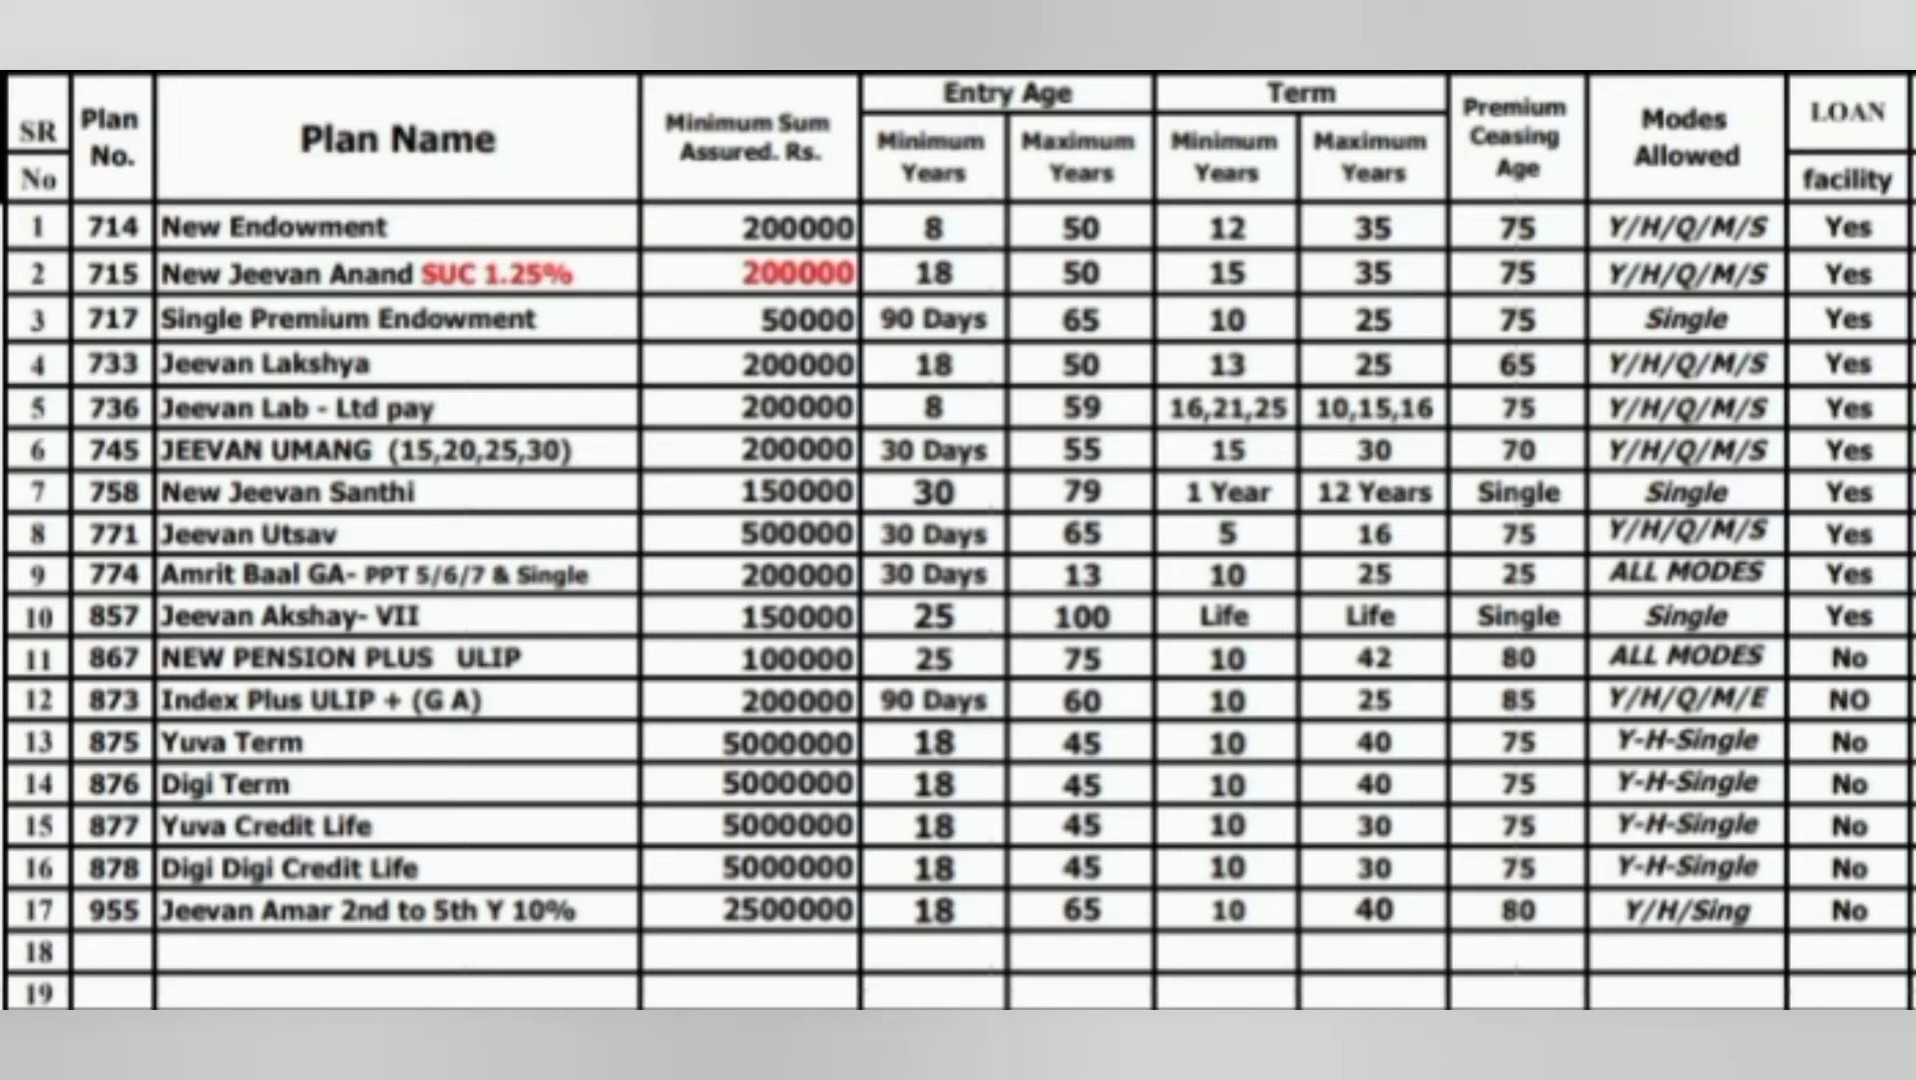 SR No | Plan No. | Plan Name | Minimum Sum Assured. Rs. | Entry Age | Term | Premium Ceasing Age | Modes Allowed | LOAN facility
Minimum Years | Maximum Years | Minimum Years | Maximum Years
1 | 714 | New Endowment | 200000 | 8 | 50 | 12 | 35 | 75 | Y/H/Q/M/S | Yes
2 | 715 | New Jeevan Anand SUC 1.25% | 200000 | 18 | 50 | 15 | 35 | 75 | Y/H/Q/M/S | Yes
3 | 717 | Single Premium Endowment | 50000 | 90 Days | 65 | 10 | 25 | 75 | Single | Yes
4 | 733 | Jeevan Lakshya | 200000 | 18 | 50 | 13 | 25 | 65 | Y/H/Q/M/S | Yes
5 | 736 | Jeevan Lab - Ltd pay | 200000 | 8 | 59 | 16,21,25 | 10,15,16 | 75 | Y/H/Q/M/S | Yes
6 | 745 | JEEVAN UMANG (15,20,25,30) | 200000 | 30 Days | 55 | 15 | 30 | 70 | Y/H/Q/M/S | Yes
7 | 758 | New Jeevan Santhi | 150000 | 30 | 79 | 1 Year | 12 Years | Single | Single | Yes
8 | 771 | Jeevan Utsav | 500000 | 30 Days | 65 | 5 | 16 | 75 | Y/H/Q/M/S | Yes
9 | 774 | Amrit Baal GA- PPT 5/6/7 & Single | 200000 | 30 Days | 13 | 10 | 25 | 25 | ALL MODES | Yes
10 | 857 | Jeevan Akshay- VII | 150000 | 25 | 100 | Life | Life | Single | Single | Yes
11 | 867 | NEW PENSION PLUS ULIP | 100000 | 25 | 75 | 10 | 42 | 80 | ALL MODES | No
12 | 873 | Index Plus ULIP + (G A) | 200000 | 90 Days | 60 | 10 | 25 | 85 | Y/H/Q/M/E | NO
13 | 875 | Yuva Term | 5000000 | 18 | 45 | 10 | 40 | 75 | Y-H-Single | No
14 | 876 | Digi Term | 5000000 | 18 | 45 | 10 | 40 | 75 | Y-H-Single | No
15 | 877 | Yuva Credit Life | 5000000 | 18 | 45 | 10 | 30 | 75 | Y-H-Single | No
16 | 878 | Digi Digi Credit Life | 5000000 | 18 | 45 | 10 | 30 | 75 | Y-H-Single | No
17 | 955 | Jeevan Amar 2nd to 5th Y 10% | 2500000 | 18 | 65 | 10 | 40 | 80 | Y/H/Sing | No
18
19